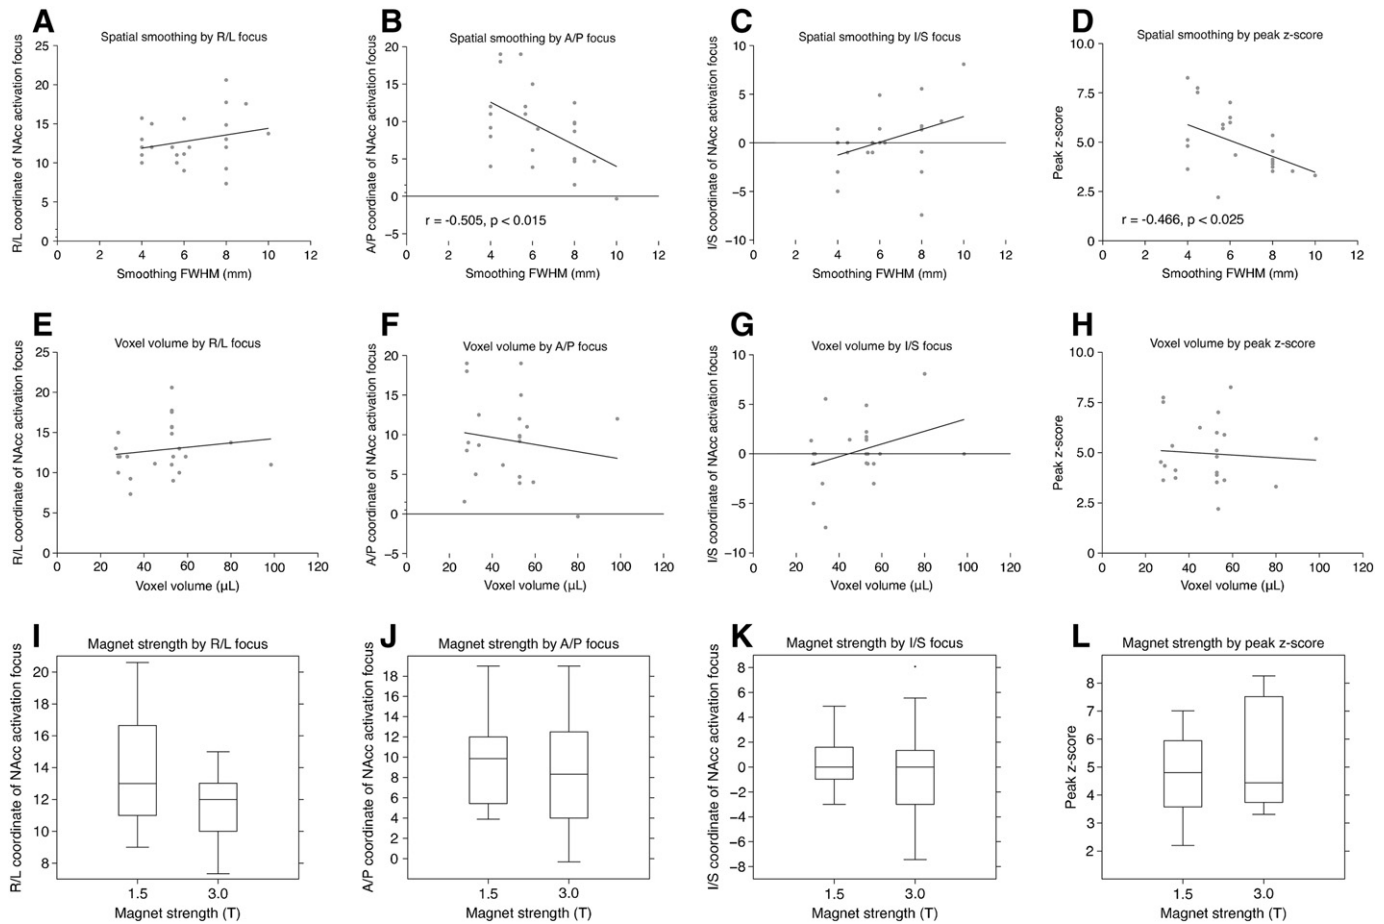 A
Spatial smoothing by R/L focus
R/L coordinate of NAcc activation focus
25
20
15
10
5
0
0 2 4 6 8 10 12
Smoothing FWHM (mm)
B
Spatial smoothing by A/P focus
A/P coordinate of NAcc activation focus
20
15
10
5
0
−5
r = -0.505, p < 0.015
0 2 4 6 8 10 12
Smoothing FWHM (mm)
C
Spatial smoothing by I/S focus
I/S coordinate of NAcc activation focus
10
5
0
−5
−10
0 2 4 6 8 10 12
Smoothing FWHM (mm)
D
Spatial smoothing by peak z-score
Peak z-score
10.0
7.5
5.0
2.5
0
r = -0.466, p < 0.025
0 2 4 6 8 10 12
Smoothing FWHM (mm)
E
Voxel volume by R/L focus
R/L coordinate of NAcc activation focus
25
20
15
10
5
0
0 20 40 60 80 100 120
Voxel volume (µL)
F
Voxel volume by A/P focus
A/P coordinate of NAcc activation focus
20
15
10
5
0
−5
0 20 40 60 80 100 120
Voxel volume (µL)
G
Voxel volume by I/S focus
I/S coordinate of NAcc activation focus
10
5
0
−5
−10
0 20 40 60 80 100 120
Voxel volume (µL)
H
Voxel volume by peak z-score
Peak z-score
10.0
7.5
5.0
2.5
0
0 20 40 60 80 100 120
Voxel volume (µL)
I
Magnet strength by R/L focus
R/L coordinate of NAcc activation focus
20
18
16
14
12
10
8
1.5 3.0
Magnet strength (T)
J
Magnet strength by A/P focus
A/P coordinate of NAcc activation focus
18
16
14
12
10
8
6
4
2
0
1.5 3.0
Magnet strength (T)
K
Magnet strength by I/S focus
I/S coordinate of NAcc activation focus
8
6
4
2
0
−2
−4
−6
−8
1.5 3.0
Magnet strength (T)
L
Magnet strength by peak z-score
Peak z-score
8
7
6
5
4
3
2
1.5 3.0
Magnet strength (T)